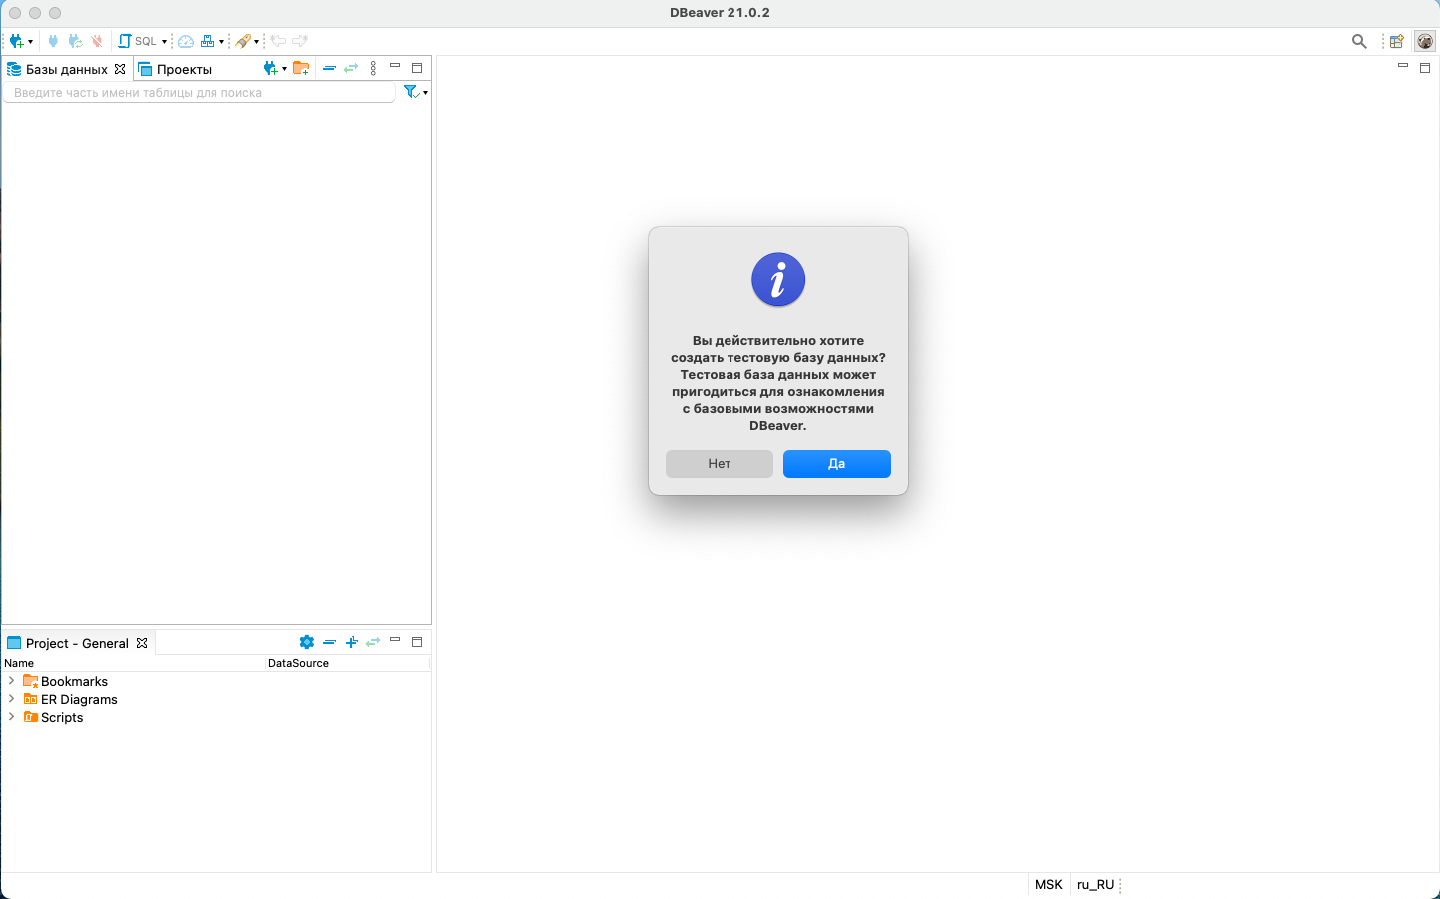 DBeaver 21.0.2
SQL
Базы данных
Проекты
Введите часть имени таблицы для поиска
Вы действительно хотите
создать тестовую базу данных?
Тестовая база данных может
пригодиться для ознакомления
с базовыми возможностями
DBeaver.
Нет
Да
Project - General
Name
DataSource
Bookmarks
ER Diagrams
Scripts
MSK
ru_RU